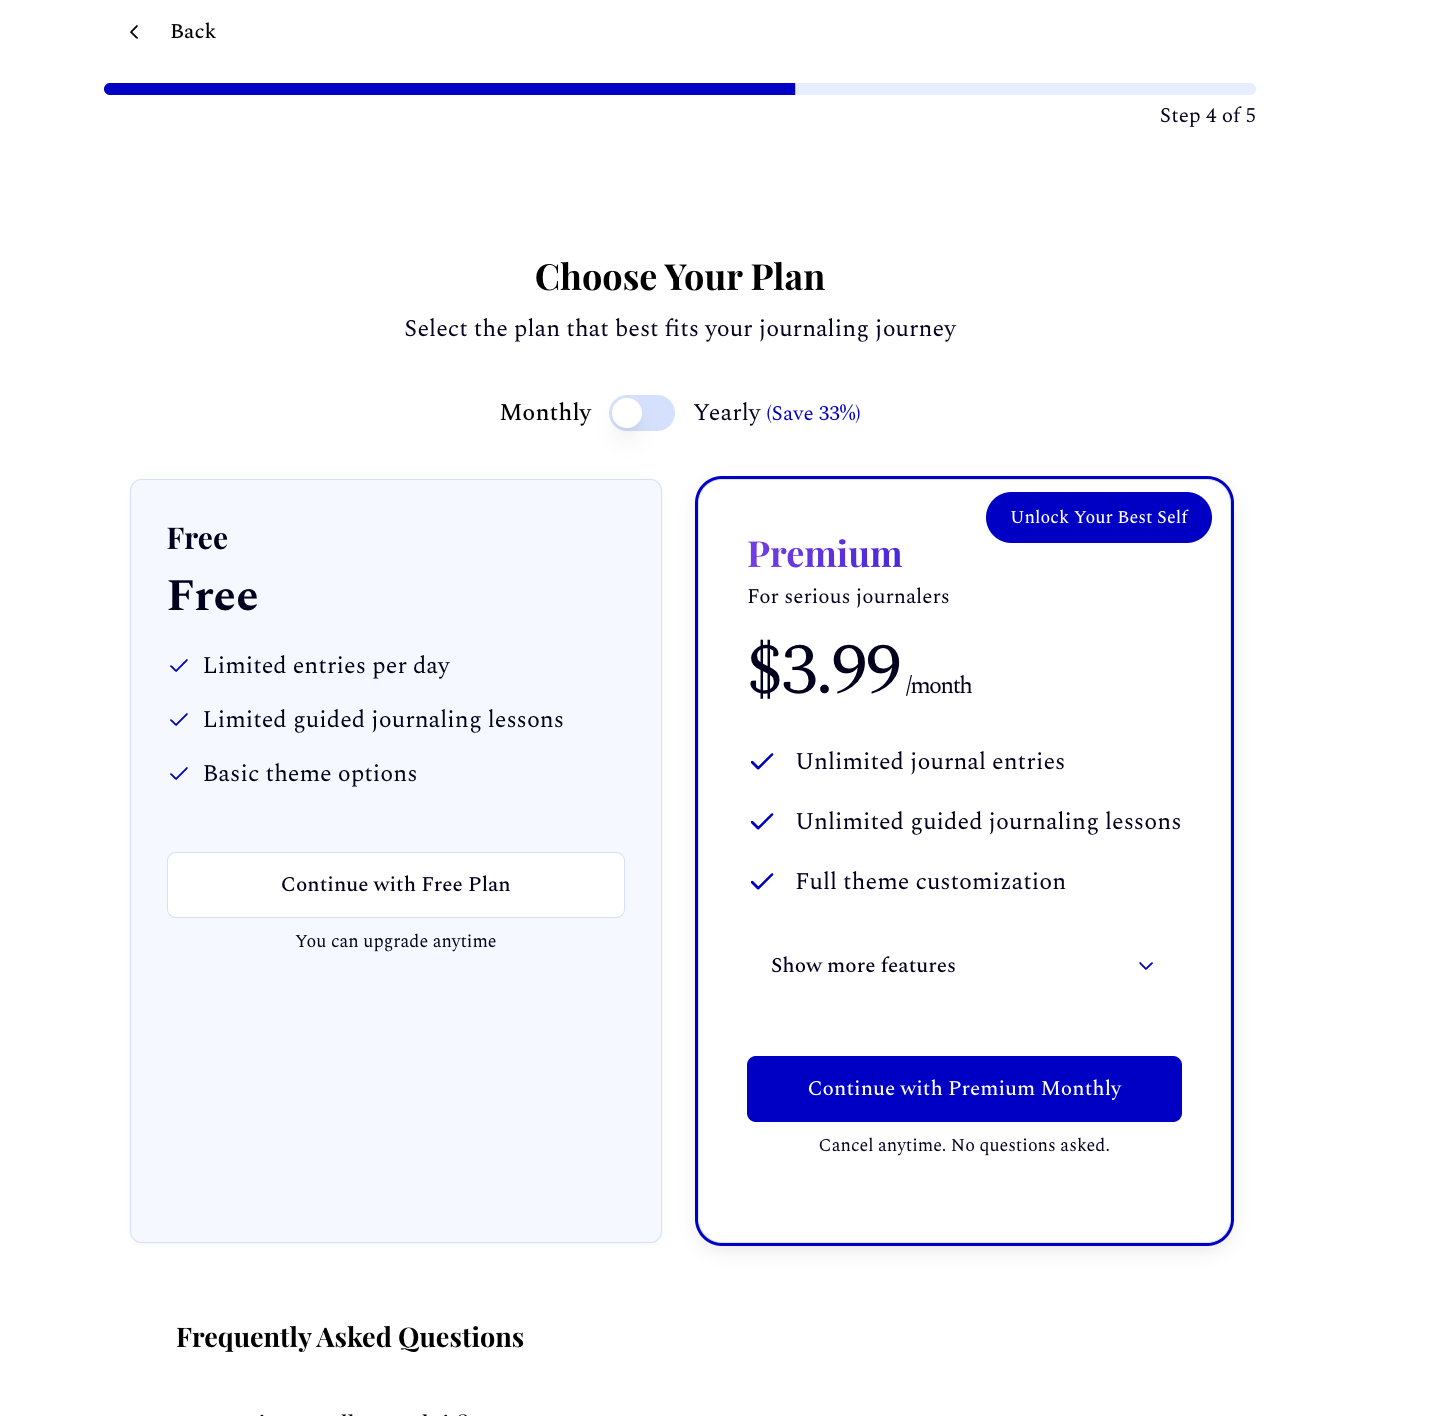 Back
Step 4 of 5
Choose Your Plan
Select the plan that best fits your journaling journey
Monthly Yearly (Save 33%)
Free
Free
Limited entries per day
Limited guided journaling lessons
Basic theme options
Continue with Free Plan
You can upgrade anytime
Unlock Your Best Self
Premium
For serious journalers
$3.99 /month
Unlimited journal entries
Unlimited guided journaling lessons
Full theme customization
Show more features
Continue with Premium Monthly
Cancel anytime. No questions asked.
Frequently Asked Questions